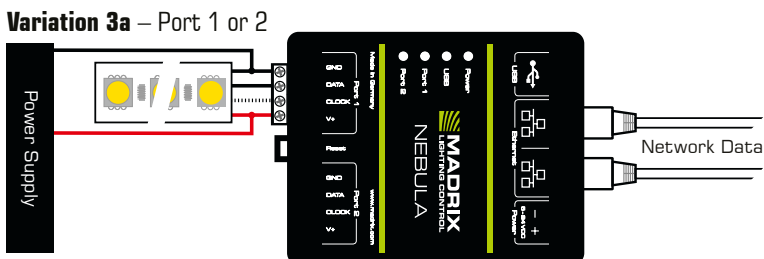 Variation 3a – Port 1 or 2
Power Supply
GND
DATA
CLOCK
V+
Port 1
Reset
GND
DATA
CLOCK
V+
Port 2
Made in Germany
www.madrix.com
Port 2
Port 1
USB
Power
MADRIX
LIGHTING CONTROL
NEBULA
USB
Ethernet
5-24 VDC
Power
- +
Network Data